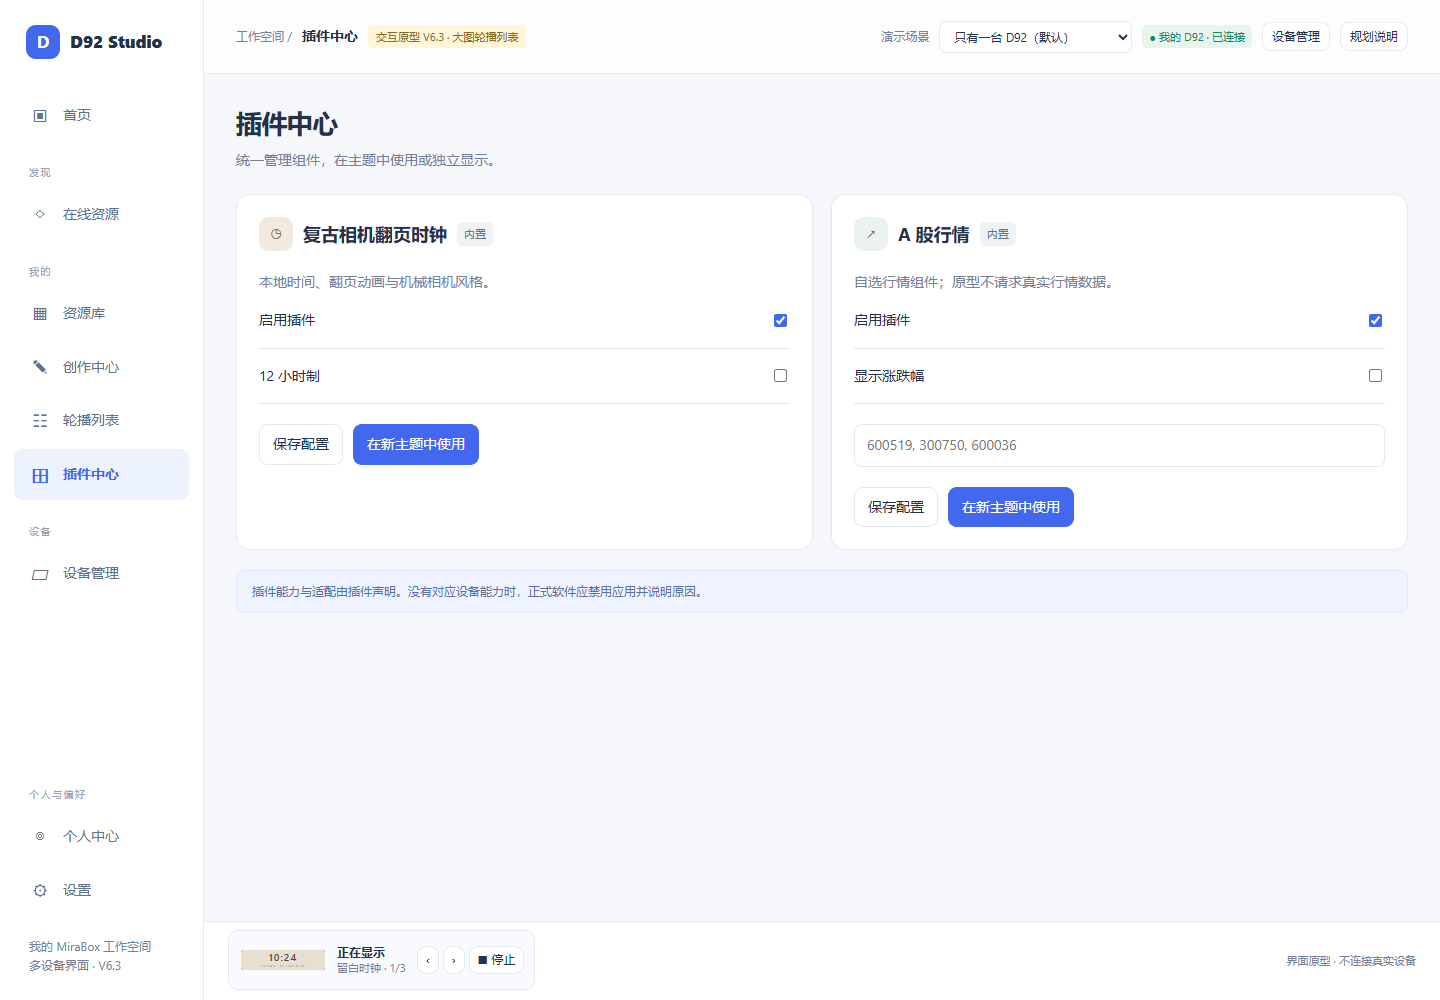 D D92 Studio
首页
发现
在线资源
我的
资源库
创作中心
轮播列表
插件中心
设备
设备管理
个人与偏好
个人中心
设置
我的 MiraBox 工作空间
多设备界面 · V6.3
工作空间 / 插件中心 交互原型 V6.3 · 大图轮播列表
演示场景 只有一台 D92（默认） ● 我的 D92 · 已连接 设备管理 规划说明
插件中心
统一管理组件，在主题中使用或独立显示。
复古相机翻页时钟 内置
本地时间、翻页动画与机械相机风格。
启用插件
12 小时制
保存配置 在新主题中使用
A 股行情 内置
自选行情组件；原型不请求真实行情数据。
启用插件
显示涨跌幅
600519, 300750, 600036
保存配置 在新主题中使用
插件能力与适配由插件声明。没有对应设备能力时，正式软件应禁用应用并说明原因。
10:24
正在显示
留白时钟 · 1/3
‹ › ■ 停止
界面原型 · 不连接真实设备